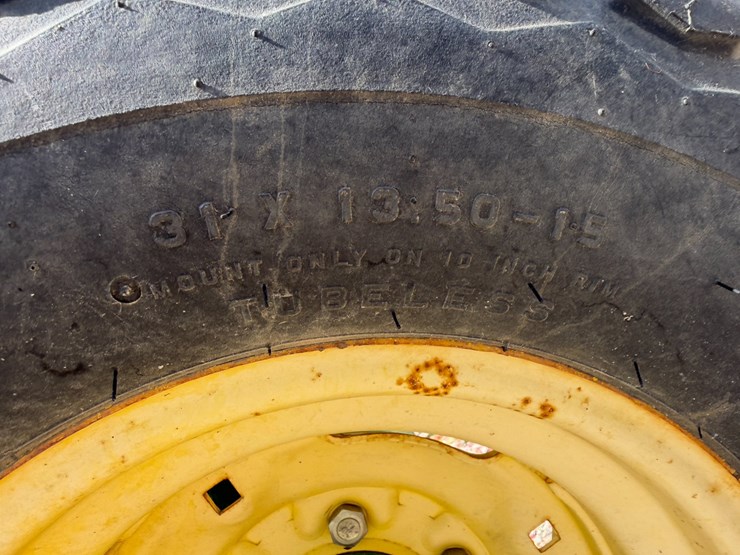 31 X 13.50-15
MOUNT ONLY ON 10 INCH RIM
TUBELESS